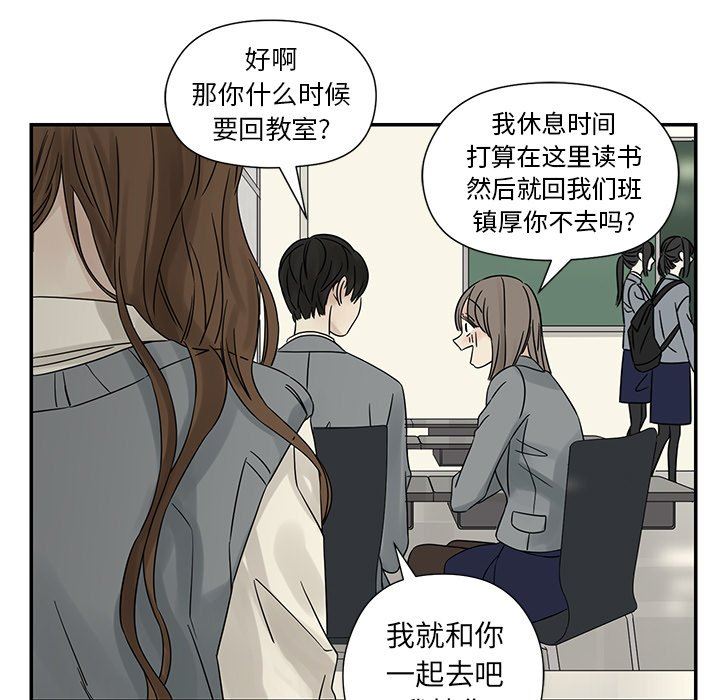 好啊
那你什么时候
要回教室?
我休息时间
打算在这里读书
然后就回我们班
镇厚你不去吗?
我就和你
一起去吧